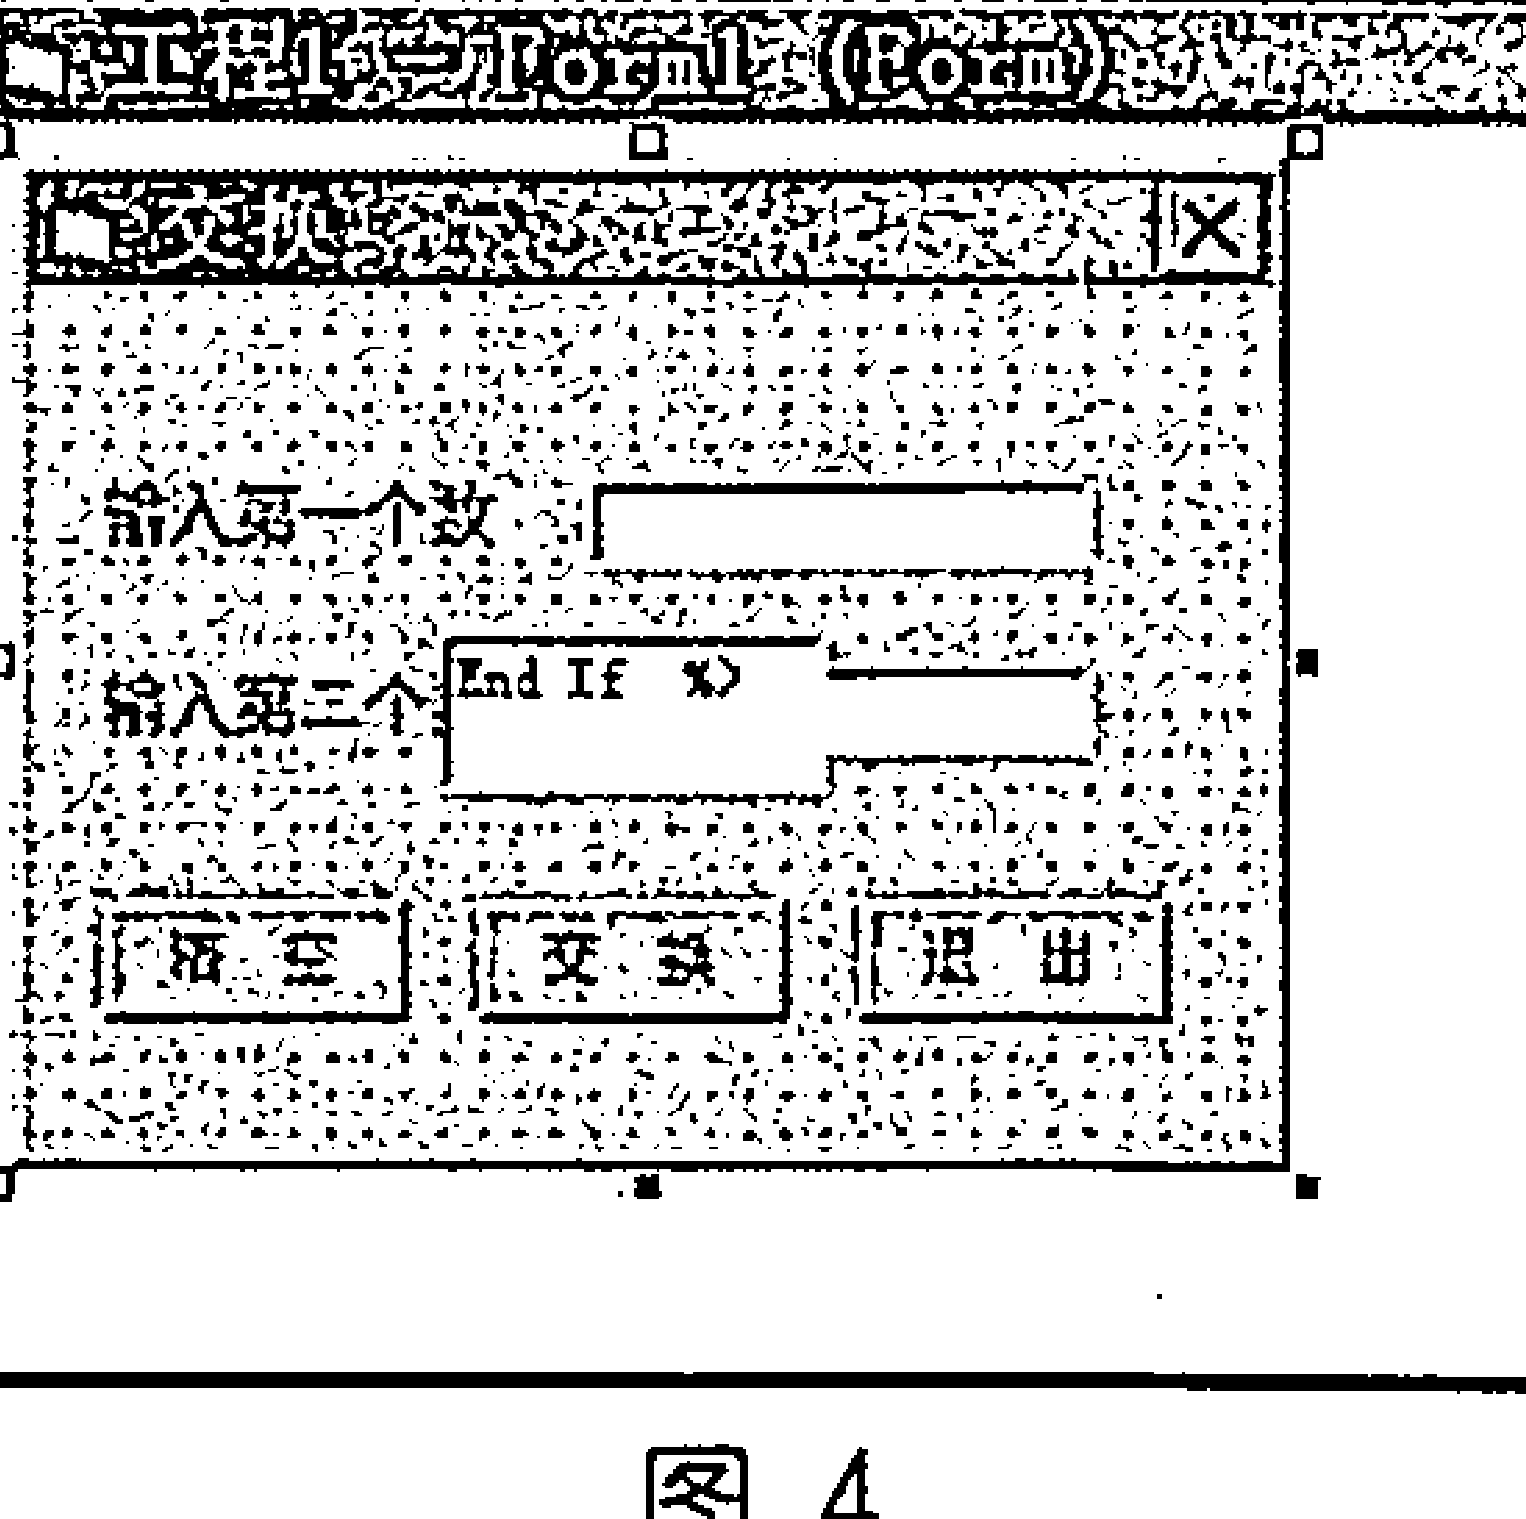 工程1 - Form1 (Form)
交换
输入第一个数
输入第二个
End If %>
清 空
交 换
退 出
图 4